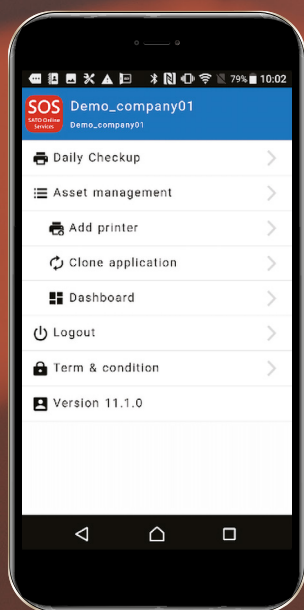 79% 10:02
SOS
SATO Online
Services
Demo_company01
Demo_company01
Daily Checkup
Asset management
Add printer
Clone application
Dashboard
Logout
Term & condition
Version 11.1.0